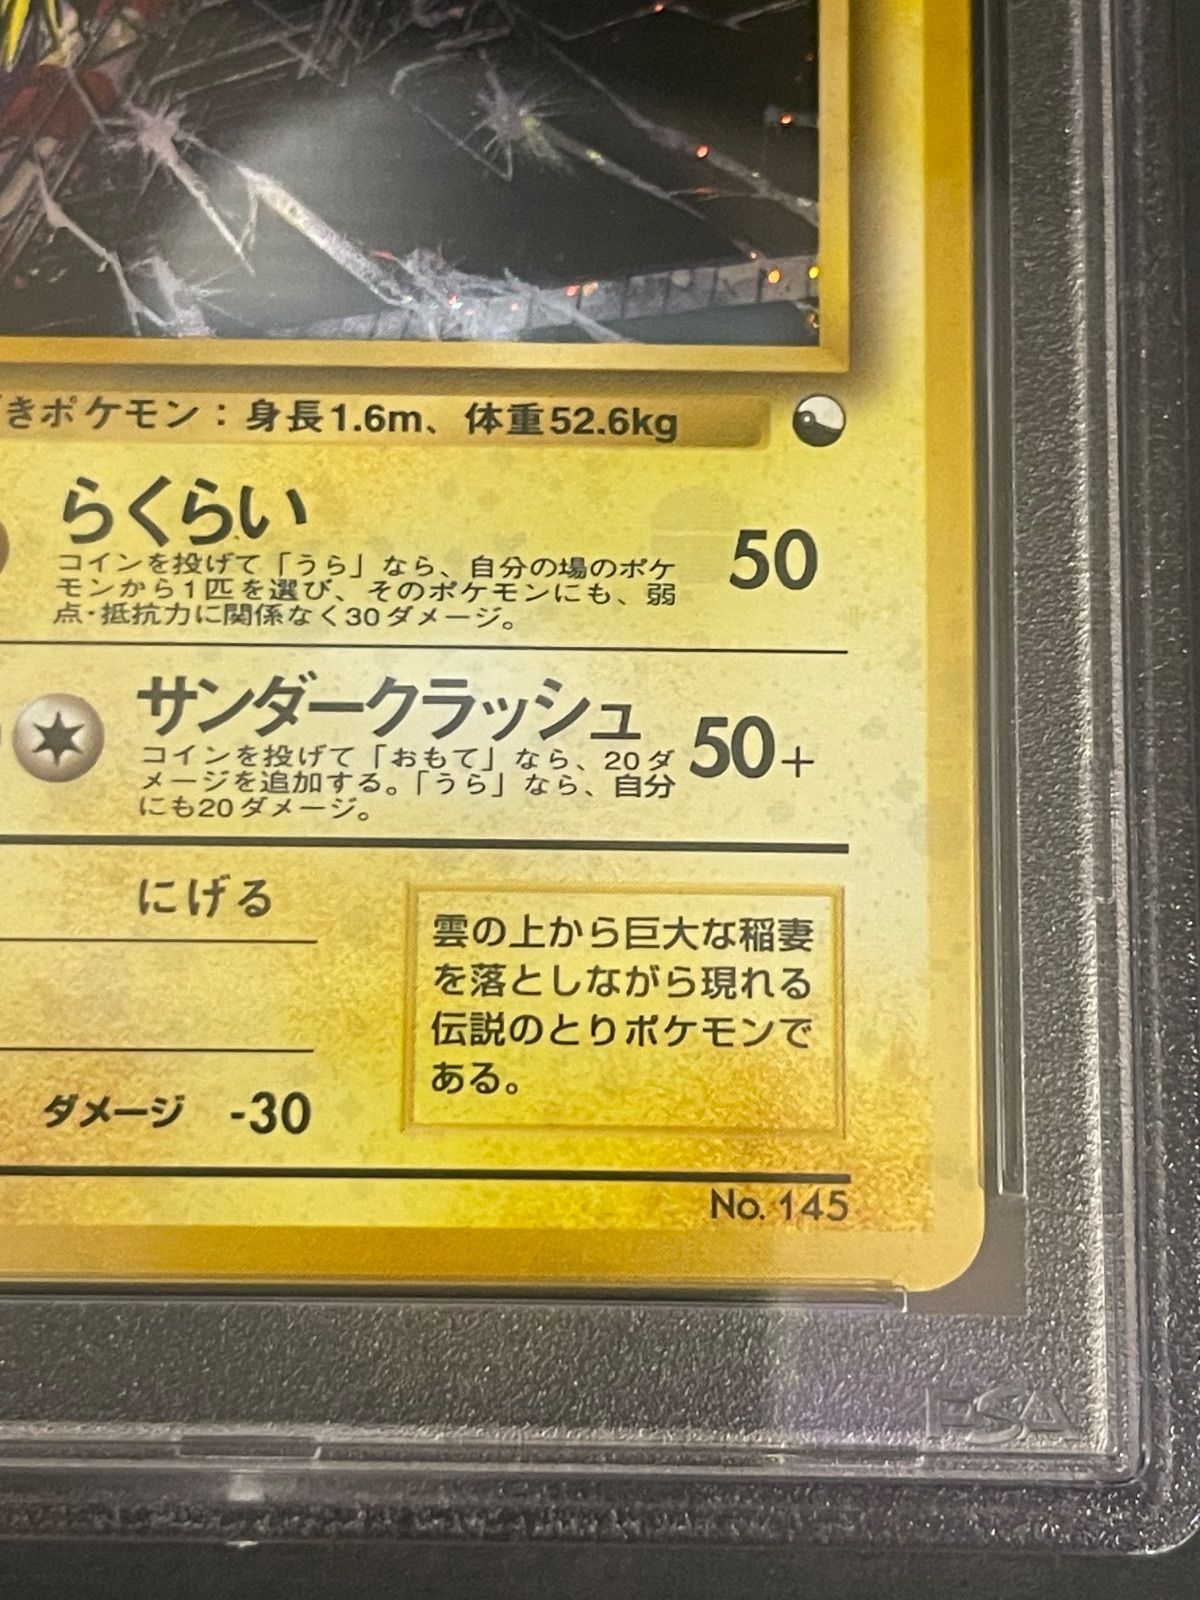 きポケモン：身長1.6m、体重52.6kg
らくらい
50
コインを投げて「うら」なら、自分の場のポケ
モンから1匹を選び、そのポケモンにも、弱
点・抵抗力に関係なく30ダメージ。
サンダークラッシュ
50+
コインを投げて「おもて」なら、20ダ
メージを追加する。「うら」なら、自分
にも20ダメージ。
にげる
雲の上から巨大な稲妻
を落としながら現れる
伝説のとりポケモンで
ある。
ダメージ -30
No. 145